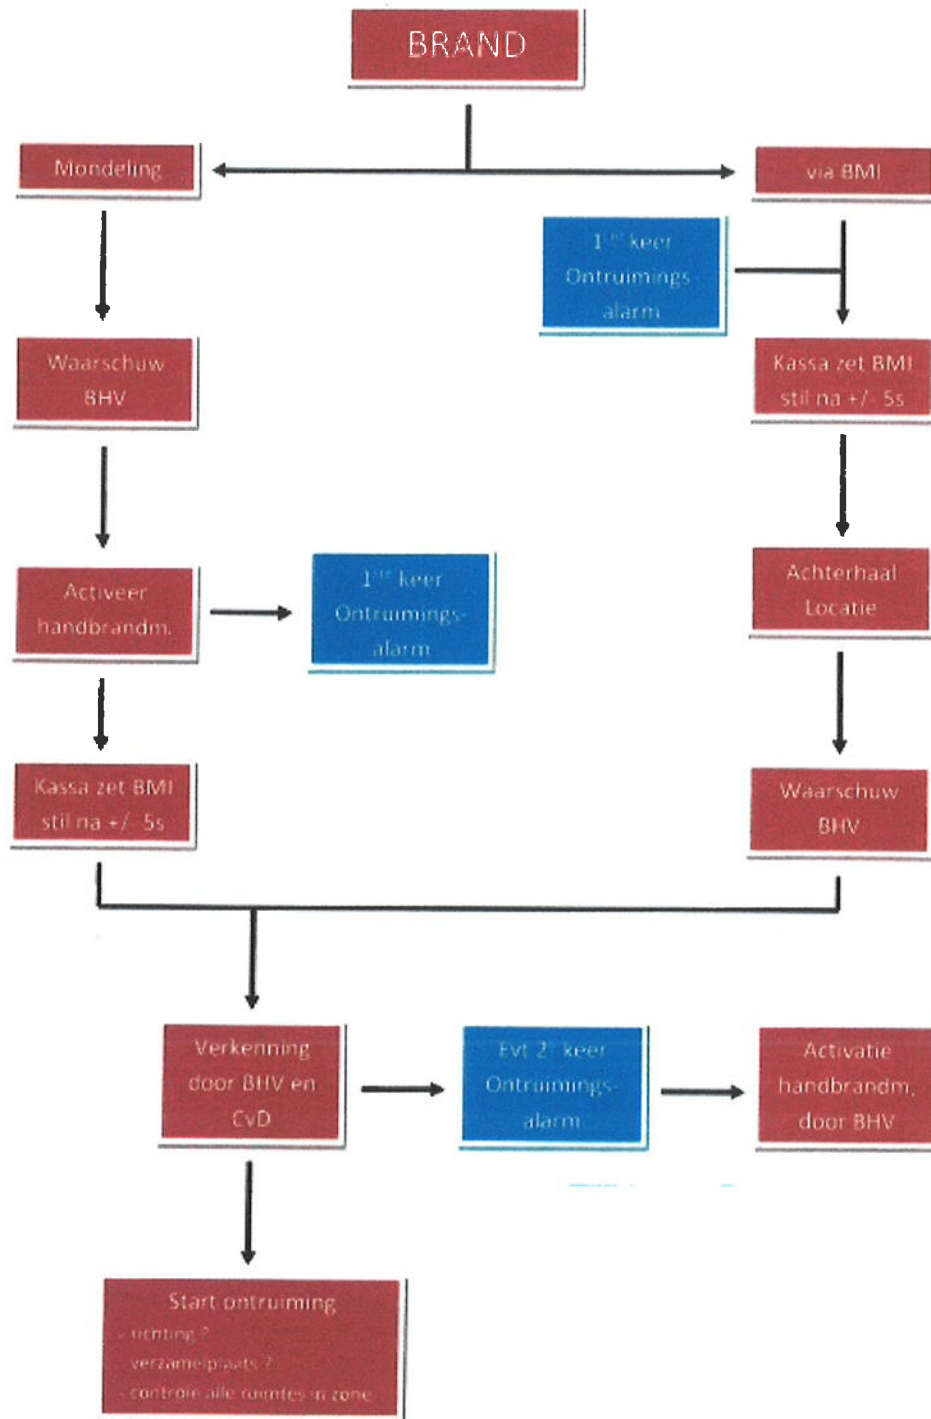 BRAND
Mondeling
via BMI
1ste keer
Ontruimings-
alarm
Waarschuw
BHV
Kassa zet BMI
stil na +/- 5s
Activeer
handbrandm.
1ste keer
Ontruimings-
alarm
Achterhaal
Locatie
Kassa zet BMI
stil na +/- 5s
Waarschuw
BHV
Verkenning
door BHV en
CvD
Evt 2e keer
Ontruimings-
alarm
Activatie
handbrandm.
door BHV
Start ontruiming
- richting ?
- verzamelplaats ?
- controle alle ruimtes in zone